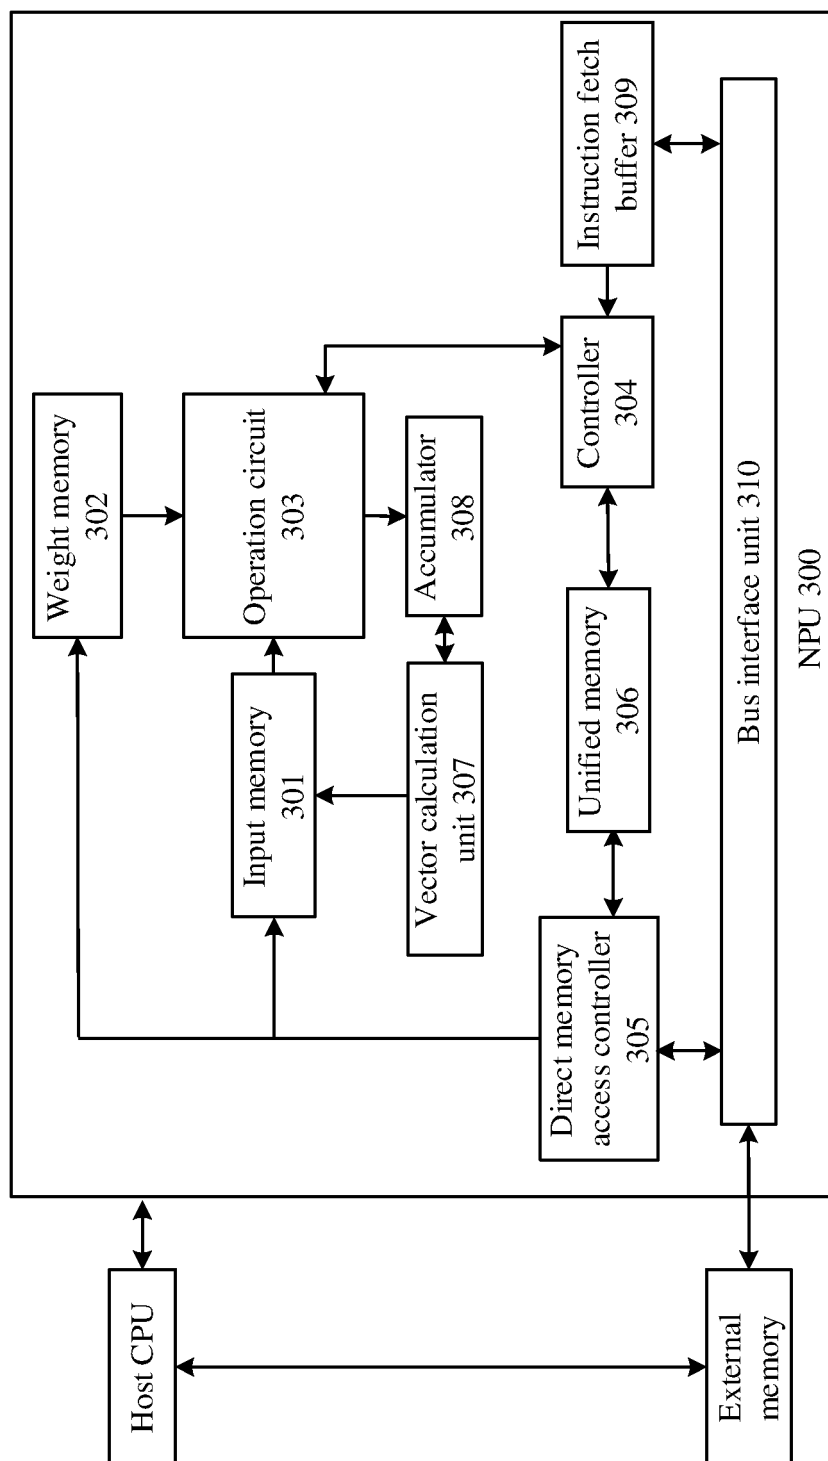 Host CPU
External
memory
Weight memory
302
Operation circuit
303
Input memory
301
Accumulator
308
Vector calculation
unit 307
Direct memory
access controller
305
Unified memory
306
Controller
304
Instruction fetch
buffer 309
Bus interface unit 310
NPU 300